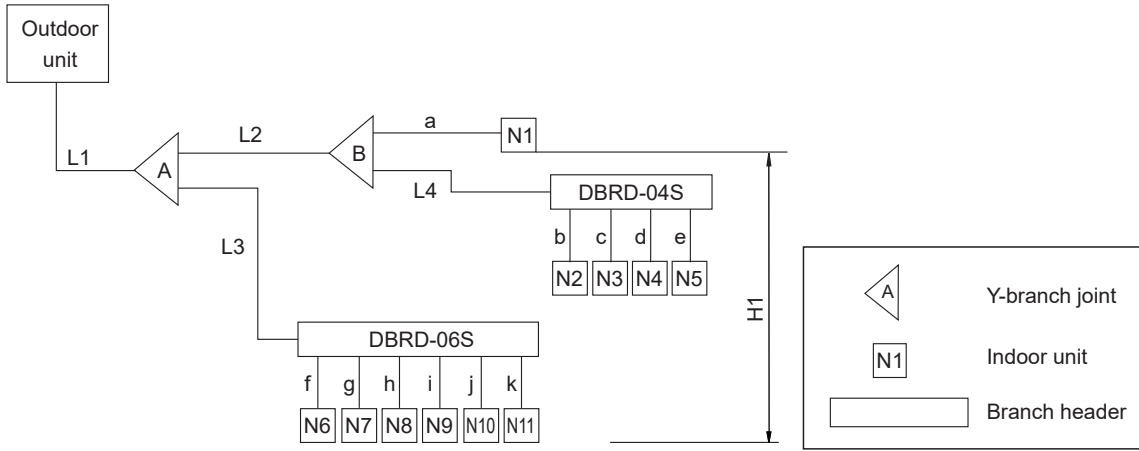 Outdoor
unit
L1
A
L2
B
a
N1
L4
DBRD-04S
b
c
d
e
N2
N3
N4
N5
L3
DBRD-06S
f
g
h
i
j
k
N6
N7
N8
N9
N10
N11
H1
A
Y-branch joint
N1
Indoor unit
Branch header